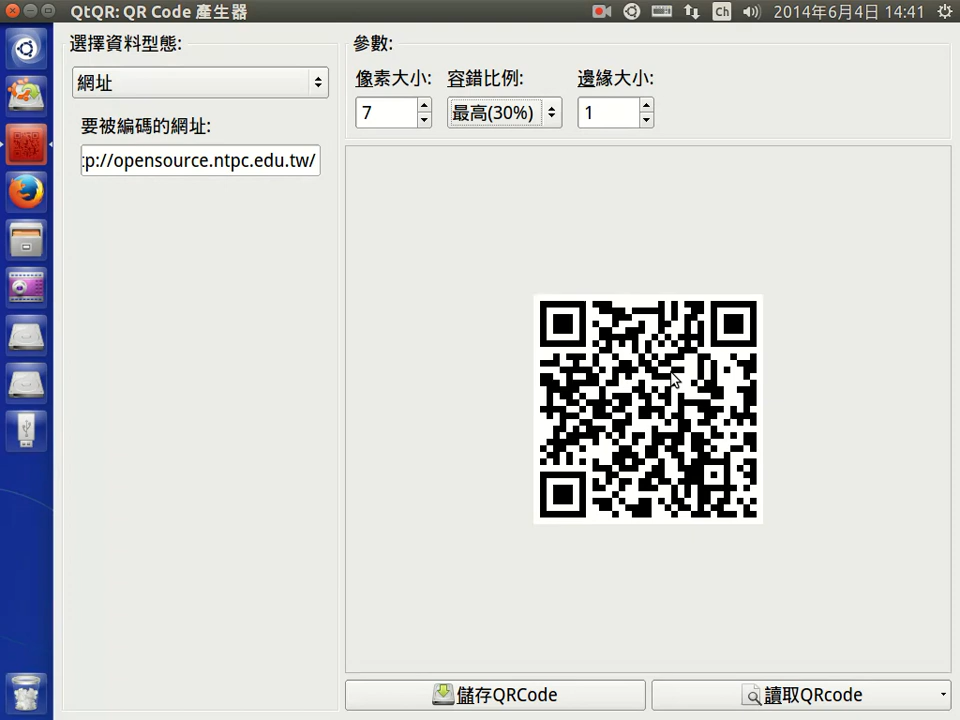 QtQR: QR Code 產生器
Ch
2014年6月4日 14:41
選擇資料型態:
網址
要被編碼的網址:
tp://opensource.ntpc.edu.tw/
參數:
像素大小: 容錯比例: 邊緣大小:
7 最高(30%) 1
儲存QRCode
讀取QRcode